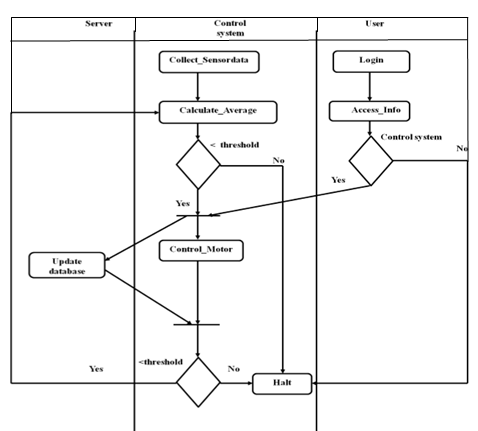 Server
Control
system
User
Collect_Sensordata
Login
Calculate_Average
Access_Info
< threshold
Control system
No
No
Yes
Yes
Control_Motor
Update
database
<threshold
Yes
No
Halt